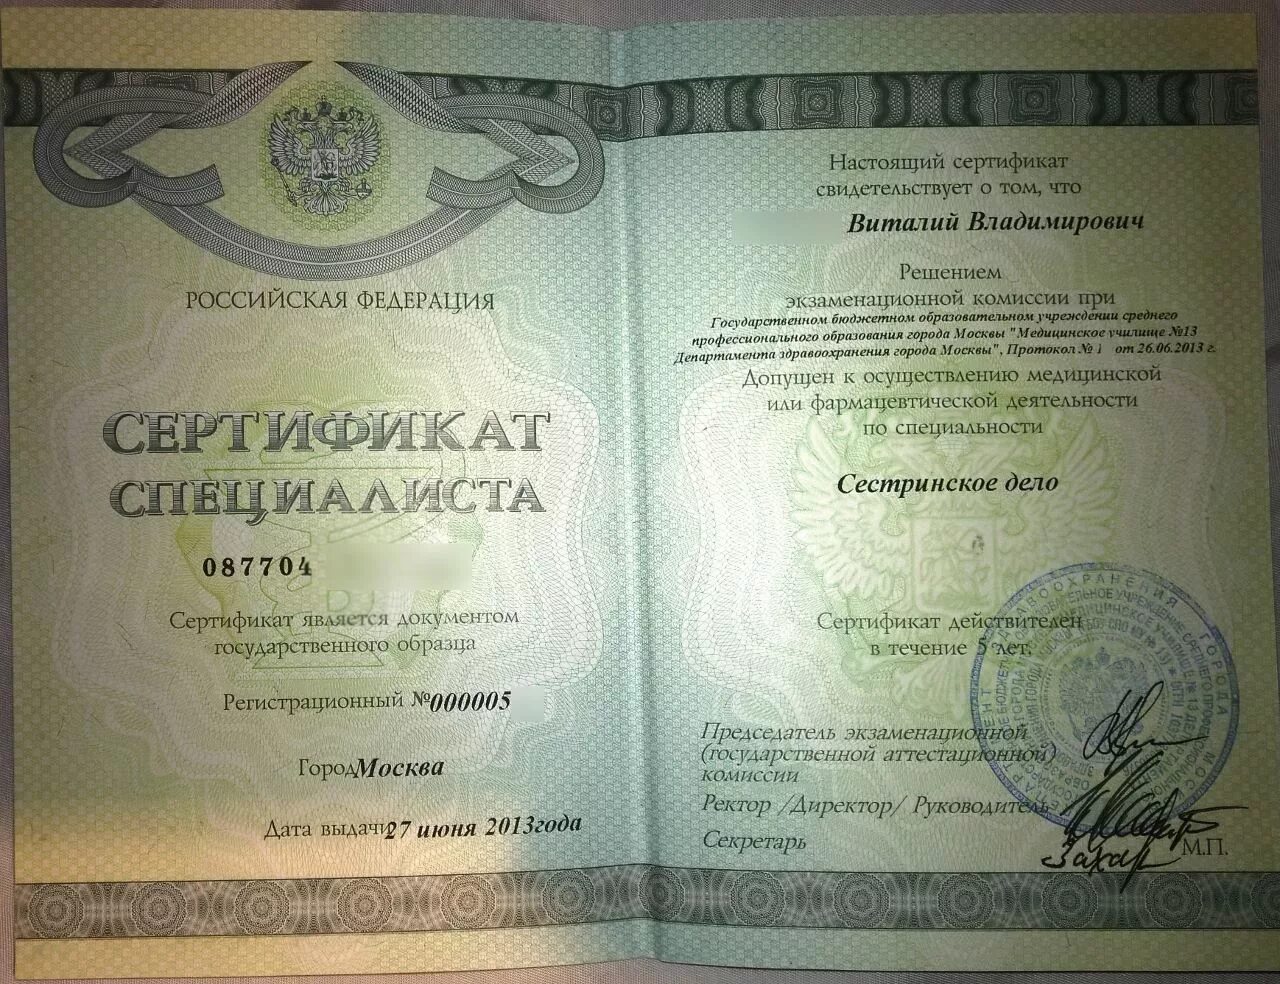 РОССИЙСКАЯ ФЕДЕРАЦИЯ
СЕРТИФИКАТ
СПЕЦИАЛИСТА
087704
Сертификат является документом
государственного образца
Регистрационный №000005
Город Москва
Дата выдачи 27 июня 2013года
Настоящий сертификат
свидетельствует о том, что
Виталий Владимирович
Решением
экзаменационной комиссии при
Государственном бюджетном образовательном учреждении среднего
профессионального образования города Москвы "Медицинское училище №13
Департамента здравоохранения города Москвы", Протокол № 1 от 26.06.2013 г.
Допущен к осуществлению медицинской
или фармацевтической деятельности
по специальности
Сестринское дело
Сертификат действителен
в течение 5 лет.
Председатель экзаменационной
(государственной аттестационной)
комиссии
Ректор /Директор/ Руководитель
Секретарь
М.П.